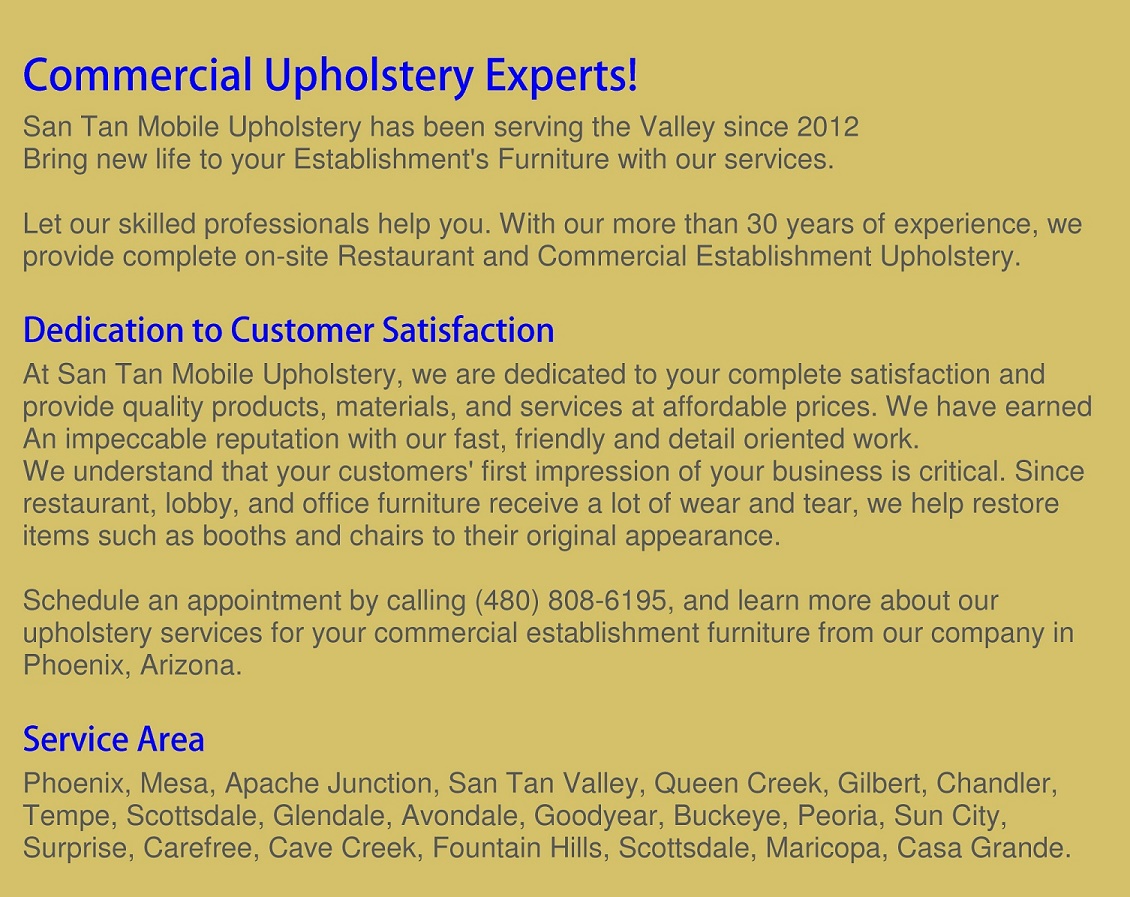 Commercial Upholstery Experts!
San Tan Mobile Upholstery has been serving the Valley since 2012
Bring new life to your Establishment's Furniture with our services.
Let our skilled professionals help you. With our more than 30 years of experience, we
provide complete on-site Restaurant and Commercial Establishment Upholstery.
Dedication to Customer Satisfaction
At San Tan Mobile Upholstery, we are dedicated to your complete satisfaction and
provide quality products, materials, and services at affordable prices. We have earned
An impeccable reputation with our fast, friendly and detail oriented work.
We understand that your customers' first impression of your business is critical. Since
restaurant, lobby, and office furniture receive a lot of wear and tear, we help restore
items such as booths and chairs to their original appearance.
Schedule an appointment by calling (480) 808-6195, and learn more about our
upholstery services for your commercial establishment furniture from our company in
Phoenix, Arizona.
Service Area
Phoenix, Mesa, Apache Junction, San Tan Valley, Queen Creek, Gilbert, Chandler,
Tempe, Scottsdale, Glendale, Avondale, Goodyear, Buckeye, Peoria, Sun City,
Surprise, Carefree, Cave Creek, Fountain Hills, Scottsdale, Maricopa, Casa Grande.